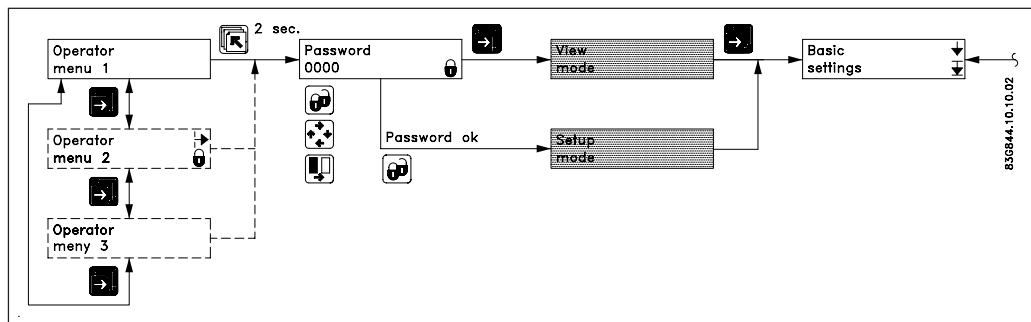 2 sec.
Operator
menu 1
Password
0000
View
mode
Basic
settings
Operator
menu 2
Password ok
Setup
mode
Operator
meny 3
83G844.10.10.02